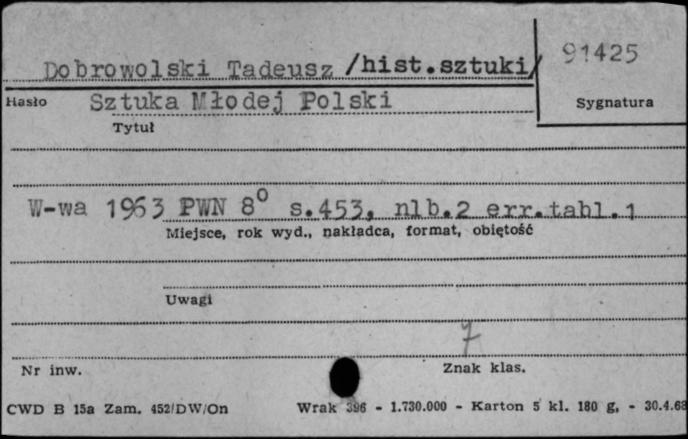 91425
Dobrowolski Tadeusz /hist.sztuki/
Hasło Sztuka Młodej Polski Sygnatura
Tytuł
W-wa 1963 PWN 8° s.453, nlb.2 err.tabl.1
Miejsce, rok wyd., nakładca, format, objętość
Uwagi
7
Nr inw. Znak klas.
CWD B 15a Zam. 452/DW/On Wrak 396 - 1.730.000 - Karton 5 kl. 180 g, - 30.4.68